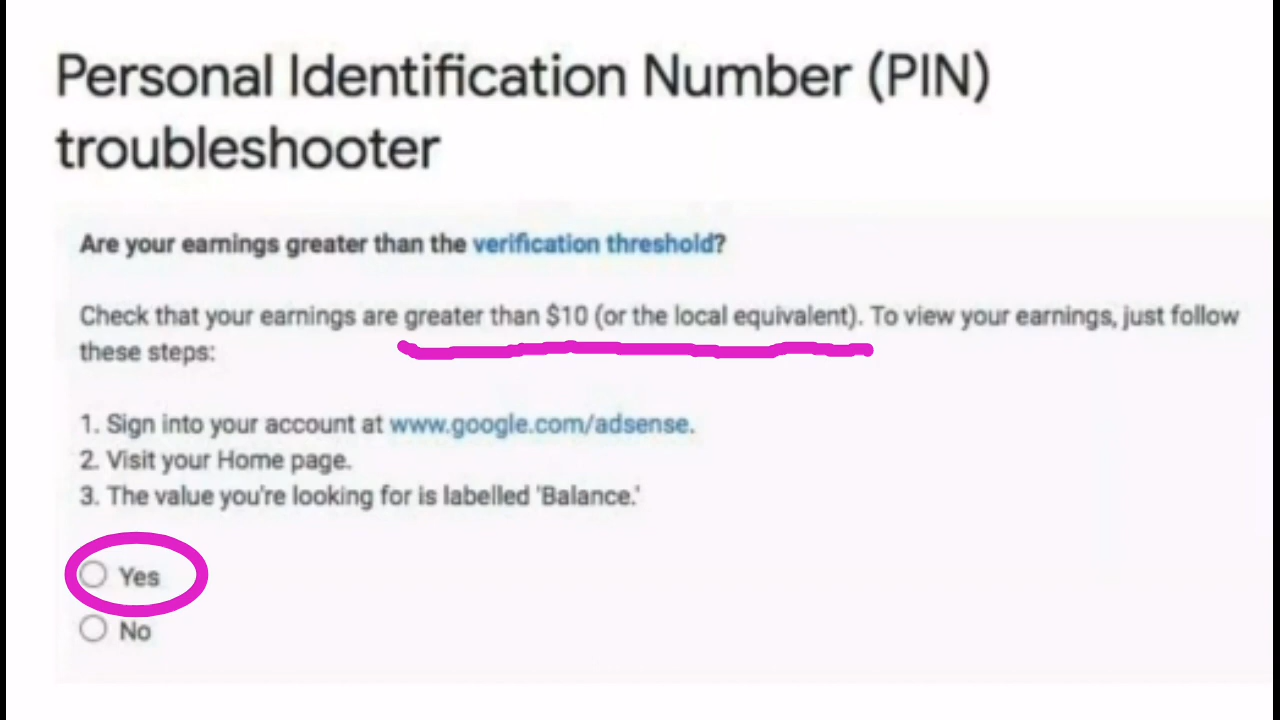 Personal Identification Number (PIN)
troubleshooter
Are your earnings greater than the verification threshold?
Check that your earnings are greater than $10 (or the local equivalent). To view your earnings, just follow
these steps:
1. Sign into your account at www.google.com/adsense.
2. Visit your Home page.
3. The value you're looking for is labelled 'Balance.'
Yes
No